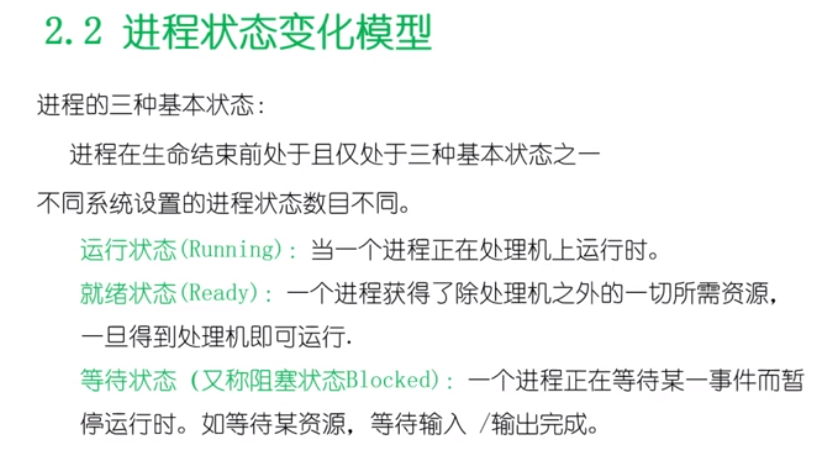 2.2 进程状态变化模型
进程的三种基本状态：
进程在生命结束前处于且仅处于三种基本状态之一
不同系统设置的进程状态数目不同。
运行状态(Running)：当一个进程正在处理机上运行时。
就绪状态(Ready)：一个进程获得了除处理机之外的一切所需资源，
一旦得到处理机即可运行.
等待状态（又称阻塞状态Blocked)：一个进程正在等待某一事件而暂
停运行时。如等待某资源，等待输入 /输出完成。